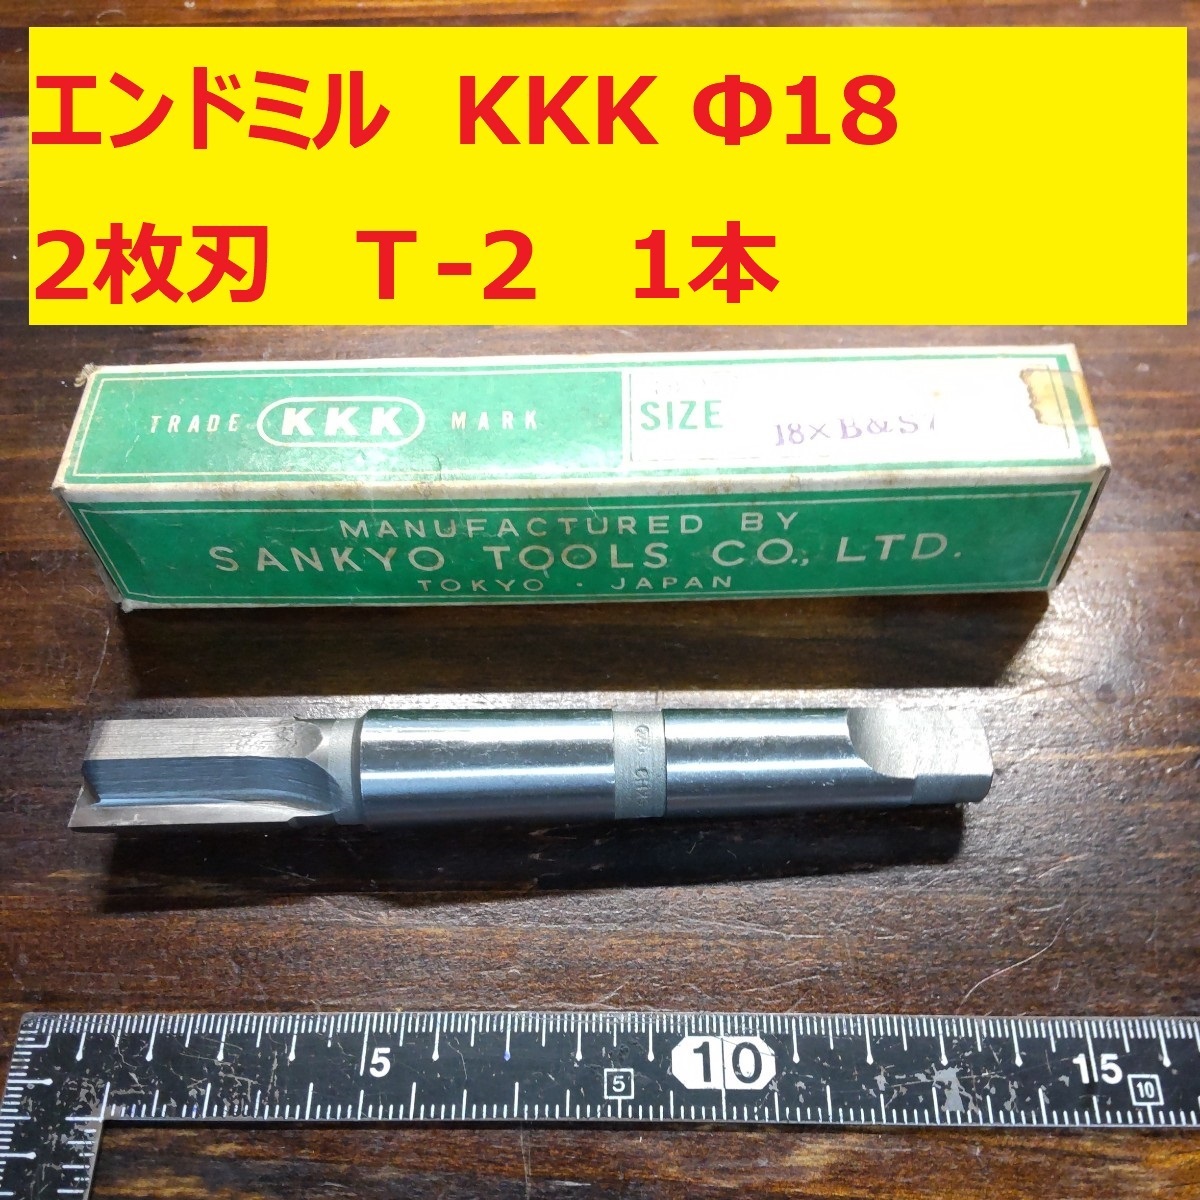 エンドミル KKK Φ18
2枚刃 T-2 1本
TRADE KKK MARK
SIZE
18×B&S7
MANUFACTURED BY
SANKYO TOOLS CO., LTD.
TOKYO · JAPAN
5 10 15
5 10